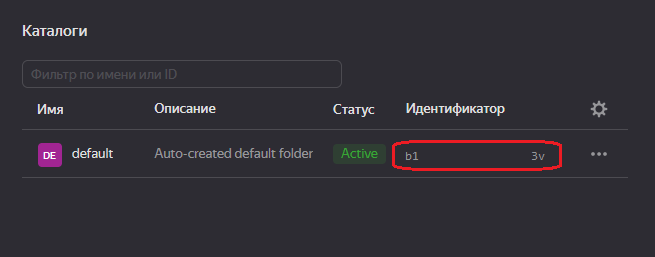 Каталоги
Фильтр по имени или ID
Имя Описание Статус Идентификатор
DE default Auto-created default folder Active b1 3v